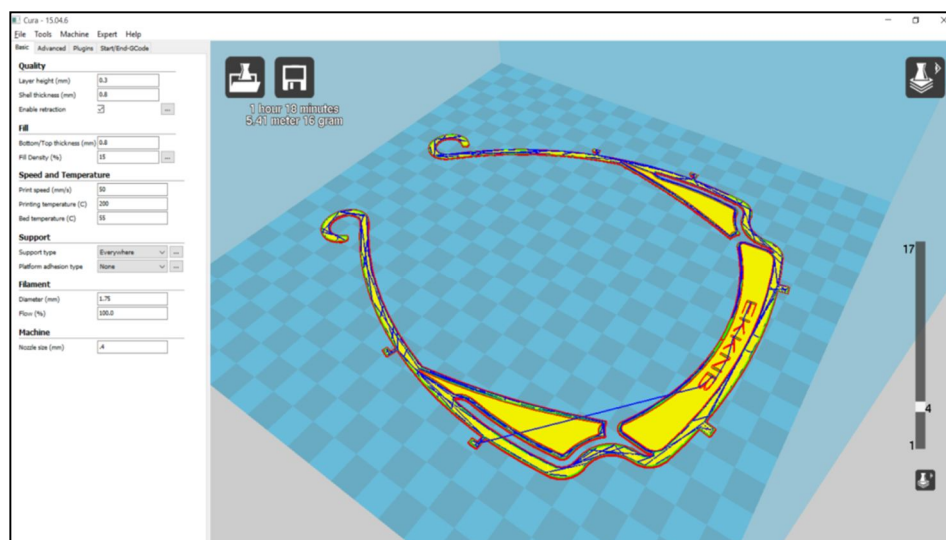 Cura - 15.04.6
File Tools Machine Expert Help
Basic Advanced Plugins Start/End-GCode
Quality
Layer height (mm) 0.3
Shell thickness (mm) 0.8
Enable retraction ...
Fill
Bottom/Top thickness (mm) 0.8
Fill Density (%) 15 ...
Speed and Temperature
Print speed (mm/s) 50
Printing temperature (C) 200
Bed temperature (C) 55
Support
Support type Everywhere ...
Platform adhesion type None ...
Filament
Diameter (mm) 1.75
Flow (%) 100.0
Machine
Nozzle size (mm) .4
1 hour 18 minutes
5.41 meter 16 gram
EKKNB
17
4
1